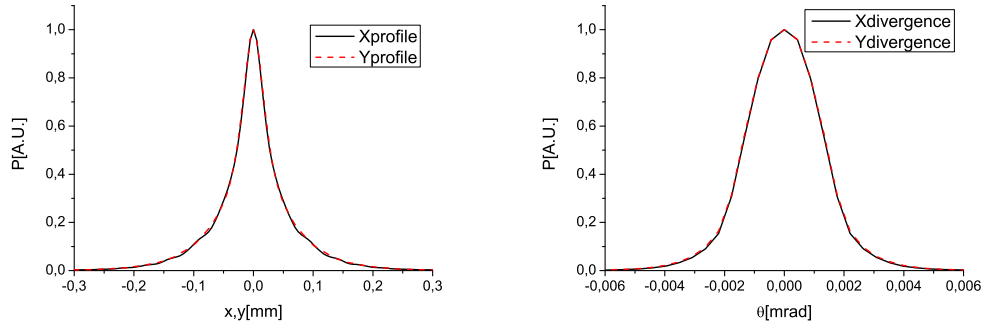 Xprofile
Yprofile
P[A.U.]
1,0
0,8
0,6
0,4
0,2
0,0
-0,3 -0,2 -0,1 0,0 0,1 0,2 0,3
x,y[mm]
Xdivergence
Ydivergence
P[A.U.]
1,0
0,8
0,6
0,4
0,2
0,0
-0,006 -0,004 -0,002 0,000 0,002 0,004 0,006
θ[mrad]